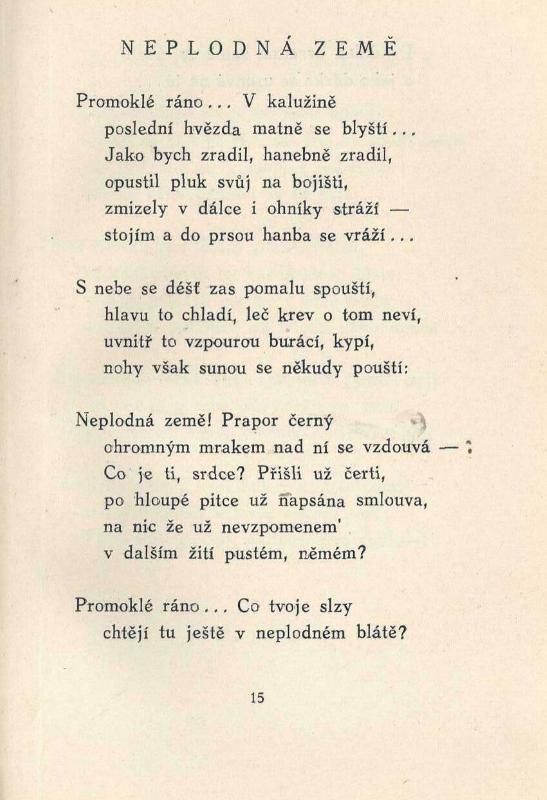 NEPLODNÁ ZEMĚ
Promoklé ráno... V kalužině
poslední hvězda matně se blyští...
Jako bych zradil, hanebně zradil,
opustil pluk svůj na bojišti,
zmizely v dálce i ohníky stráží —
stojím a do prsou hanba se vráží...
S nebe se déšť zas pomalu spouští,
hlavu to chladí, leč krev o tom neví,
uvnitř to vzpourou burácí, kypí,
nohy však sunou se někudy pouští:
Neplodná země! Prapor černý
ohromným mrakem nad ní se vzdouvá —
Co je ti, srdce? Přišli už čerti,
po hloupé pitce už napsána smlouva,
na nic že už nevzpomenem'
v dalším žití pustém, němém?
Promoklé ráno... Co tvoje slzy
chtějí tu ještě v neplodném blátě?
15